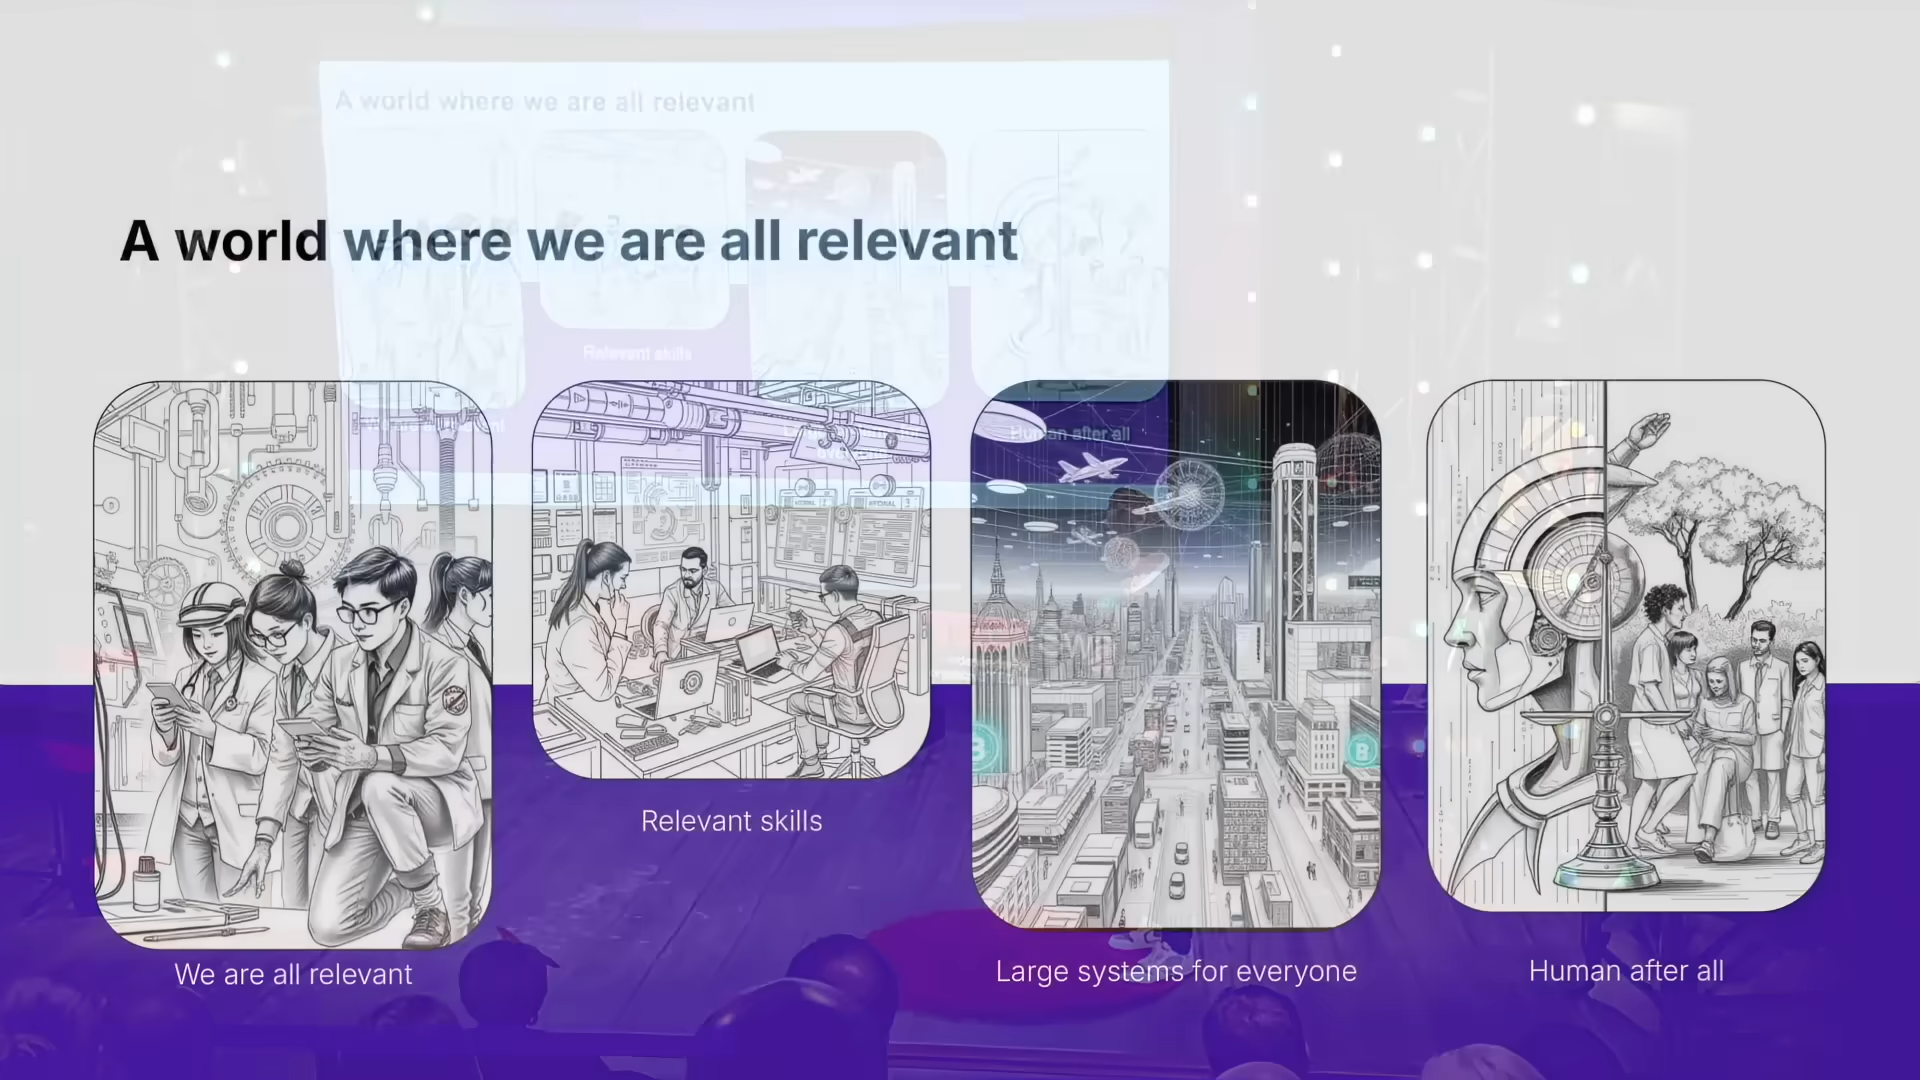 A world where we are all relevant
A world where we are all relevant
Relevant skills
Human after all
We are all relevant
Relevant skills
Large systems for everyone
Human after all